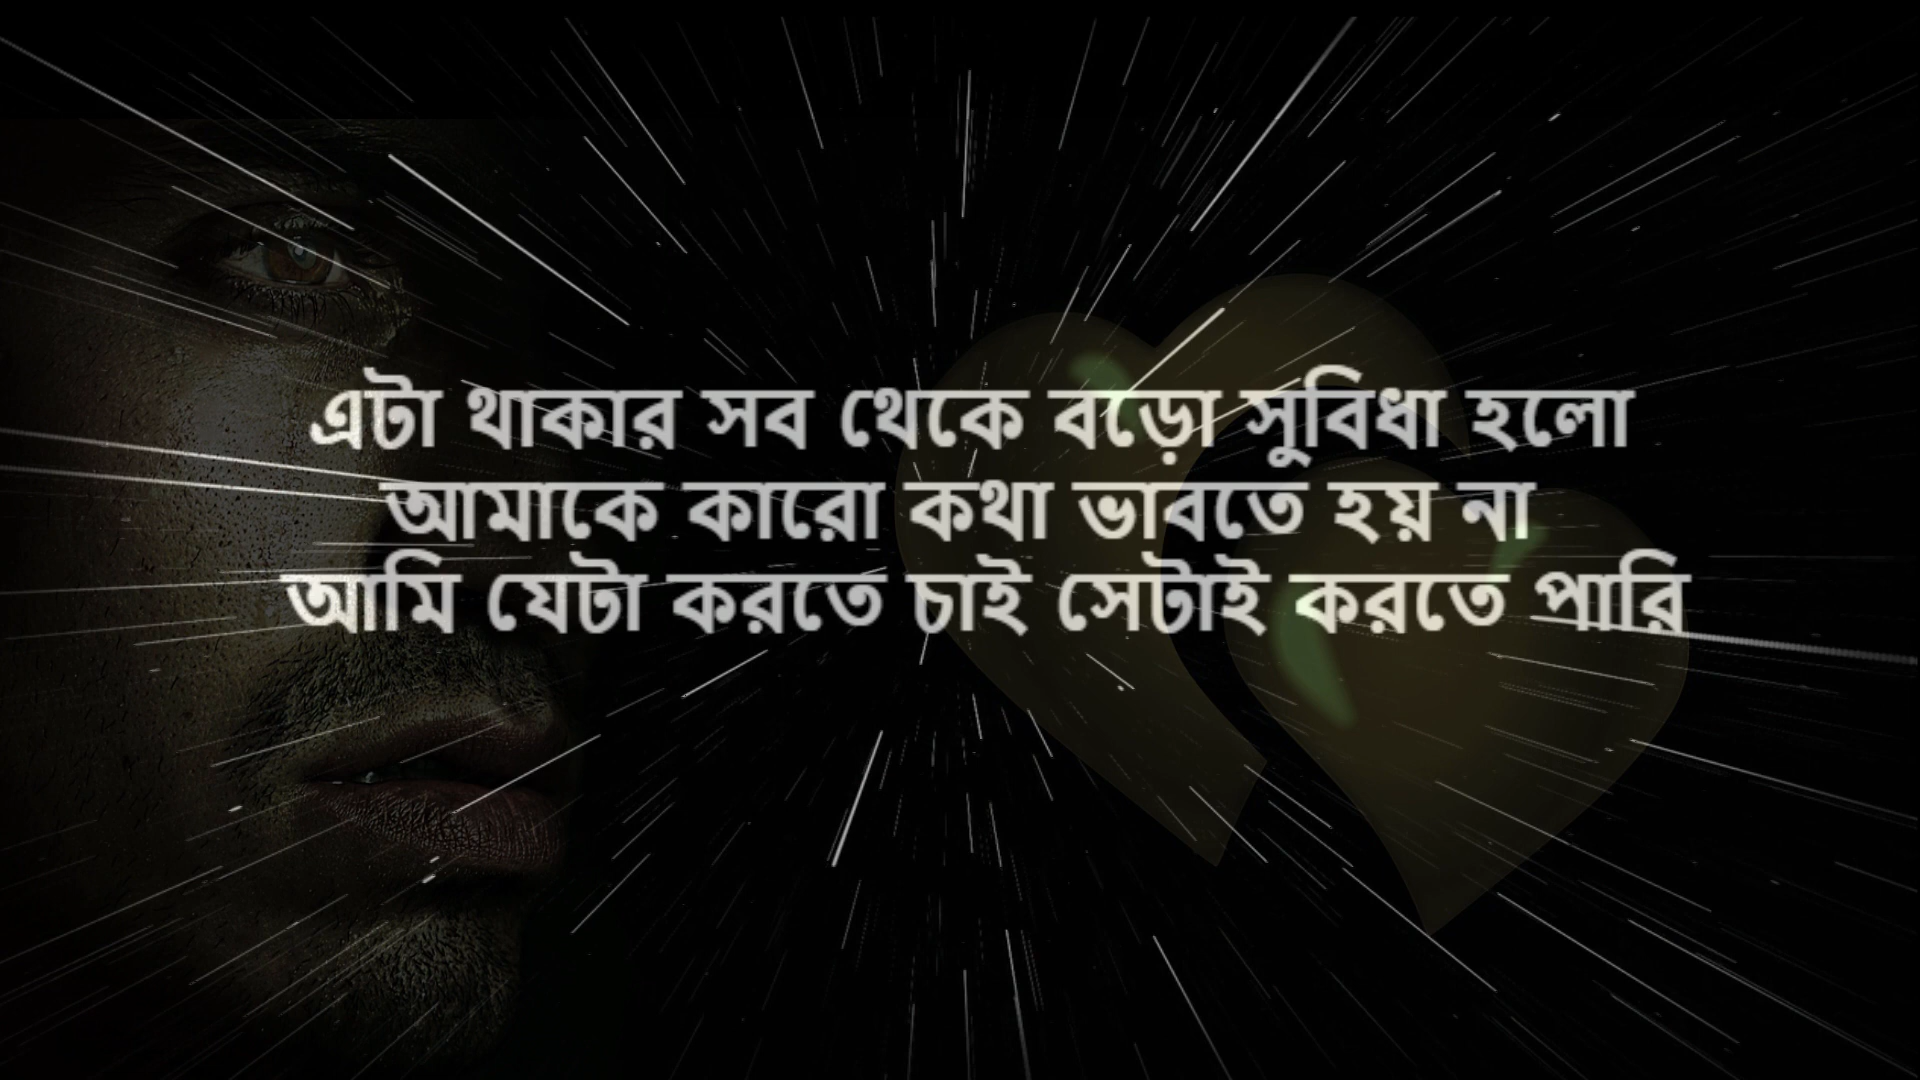 এটা থাকার সব থেকে বড়ো সুবিধা হলো
আমাকে কারো কথা ভাবতে হয় না
আমি যেটা করতে চাই সেটাই করতে পারি